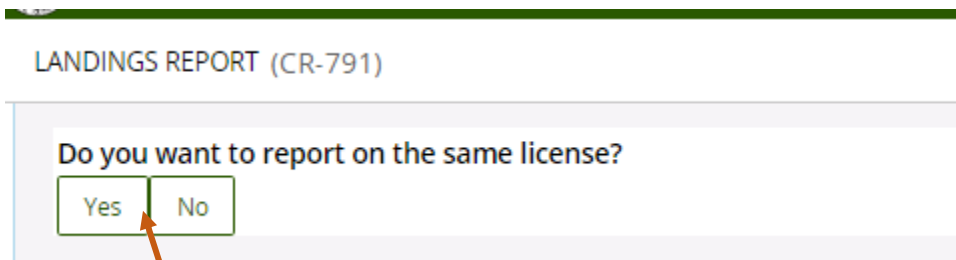 LANDINGS REPORT (CR-791)
Do you want to report on the same license?
Yes No